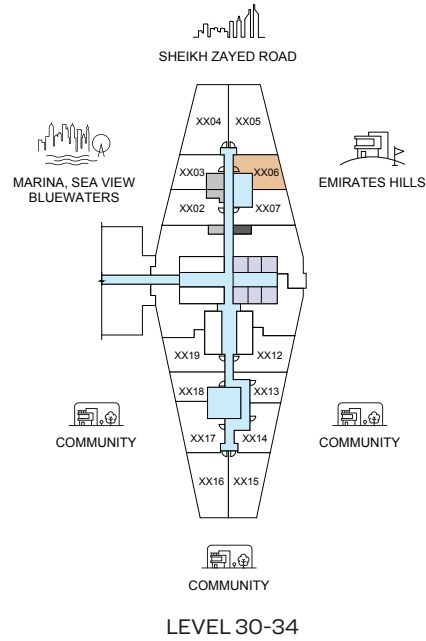 SHEIKH ZAYED ROAD
XX04
XX05
MARINA, SEA VIEW
BLUEWATERS
XX03
XX06
EMIRATES HILLS
XX02
XX07
XX19
XX12
XX18
XX13
COMMUNITY
XX17
XX14
COMMUNITY
XX16
XX15
COMMUNITY
LEVEL 30-34